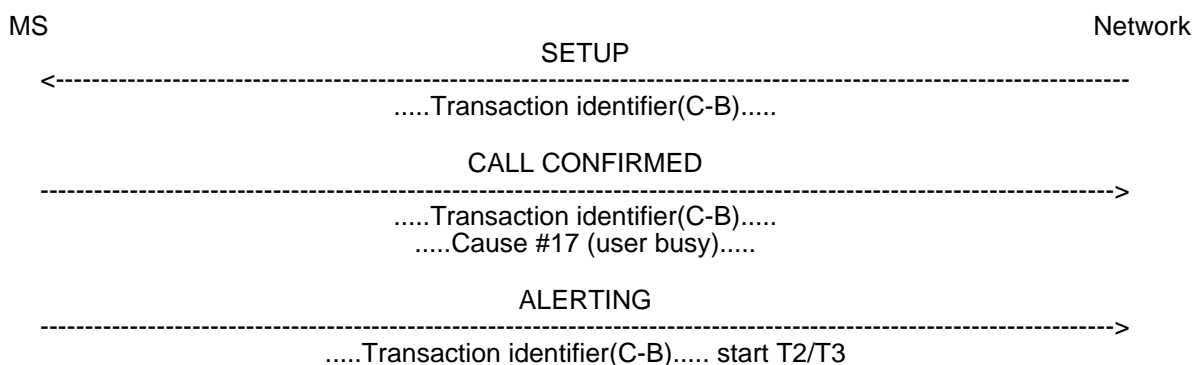 MS Network
SETUP
<------------------------------------------------------------------------------------------------------------------------
.....Transaction identifier(C-B).....
CALL CONFIRMED
------------------------------------------------------------------------------------------------------------------------>
.....Transaction identifier(C-B).....
.....Cause #17 (user busy).....
ALERTING
------------------------------------------------------------------------------------------------------------------------>
.....Transaction identifier(C-B)..... start T2/T3